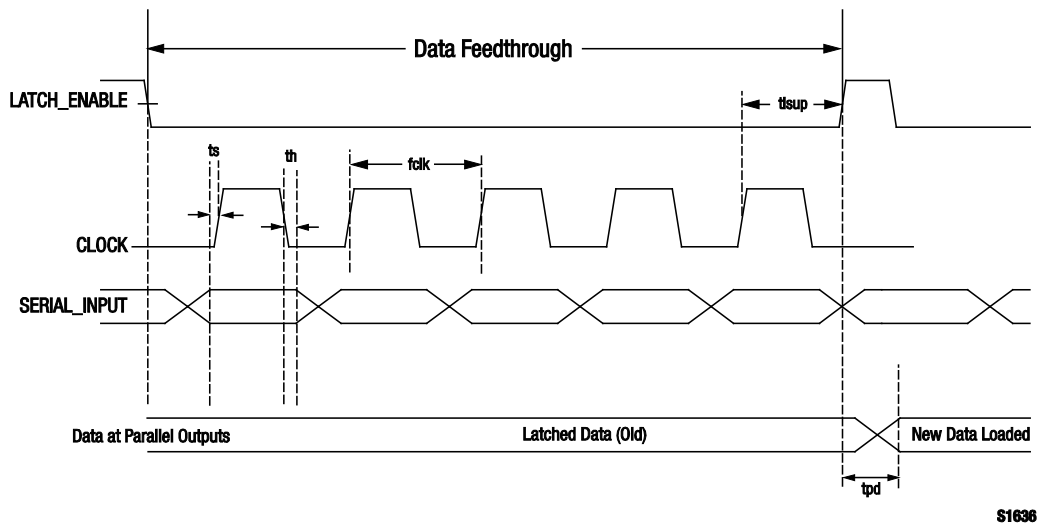 Data Feedthrough
LATCH_ENABLE
tlsup
ts
th
fclk
CLOCK
SERIAL_INPUT
Data at Parallel Outputs
Latched Data (Old)
New Data Loaded
tpd
S1636